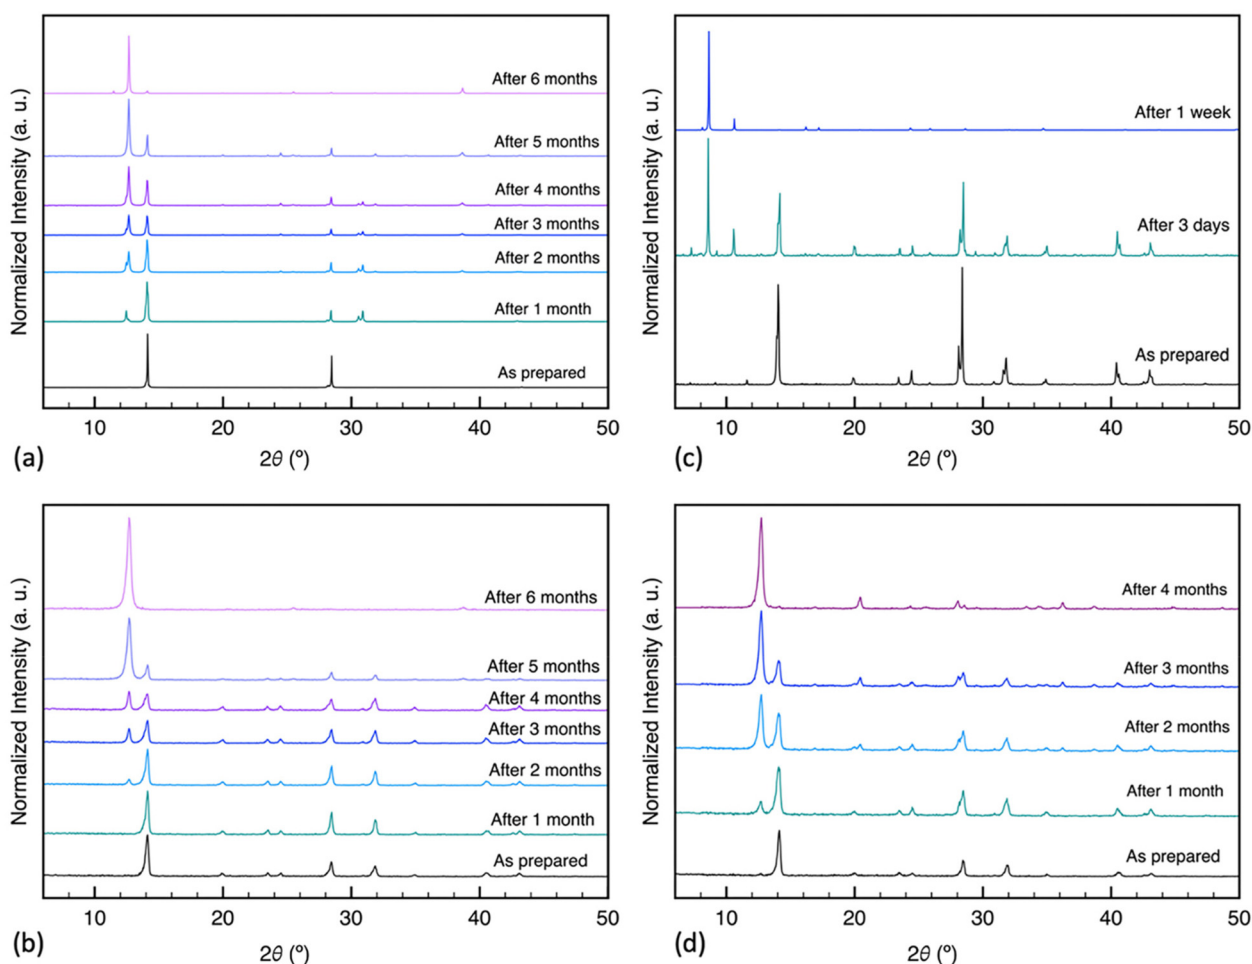 Normalized Intensity (a. u.)
After 6 months
After 5 months
After 4 months
After 3 months
After 2 months
After 1 month
As prepared
10 20 30 40 50
(a)
2θ (°)
Normalized Intensity (a. u.)
After 1 week
After 3 days
As prepared
10 20 30 40 50
(c)
2θ (°)
Normalized Intensity (a. u.)
After 6 months
After 5 months
After 4 months
After 3 months
After 2 months
After 1 month
As prepared
10 20 30 40 50
(b)
2θ (°)
Normalized Intensity (a. u.)
After 4 months
After 3 months
After 2 months
After 1 month
As prepared
10 20 30 40 50
(d)
2θ (°)